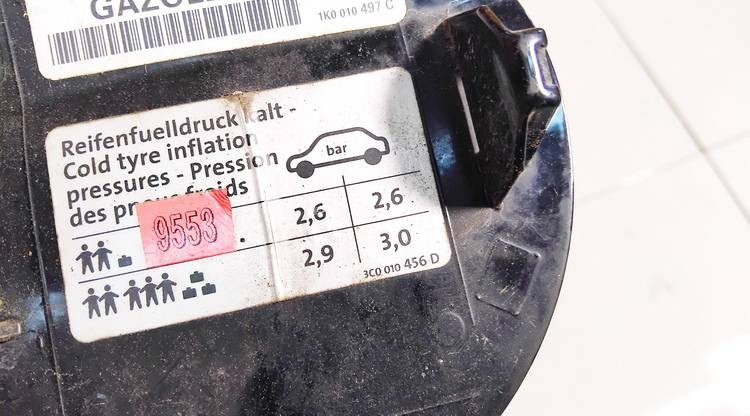 1K0 010 497 C
Reifenfuelldruck kalt -
Cold tyre inflation
pressures - Pression
des pneus froids
bar
9553
2,6 2,6
2,9 3,0
3C0 010 456 D